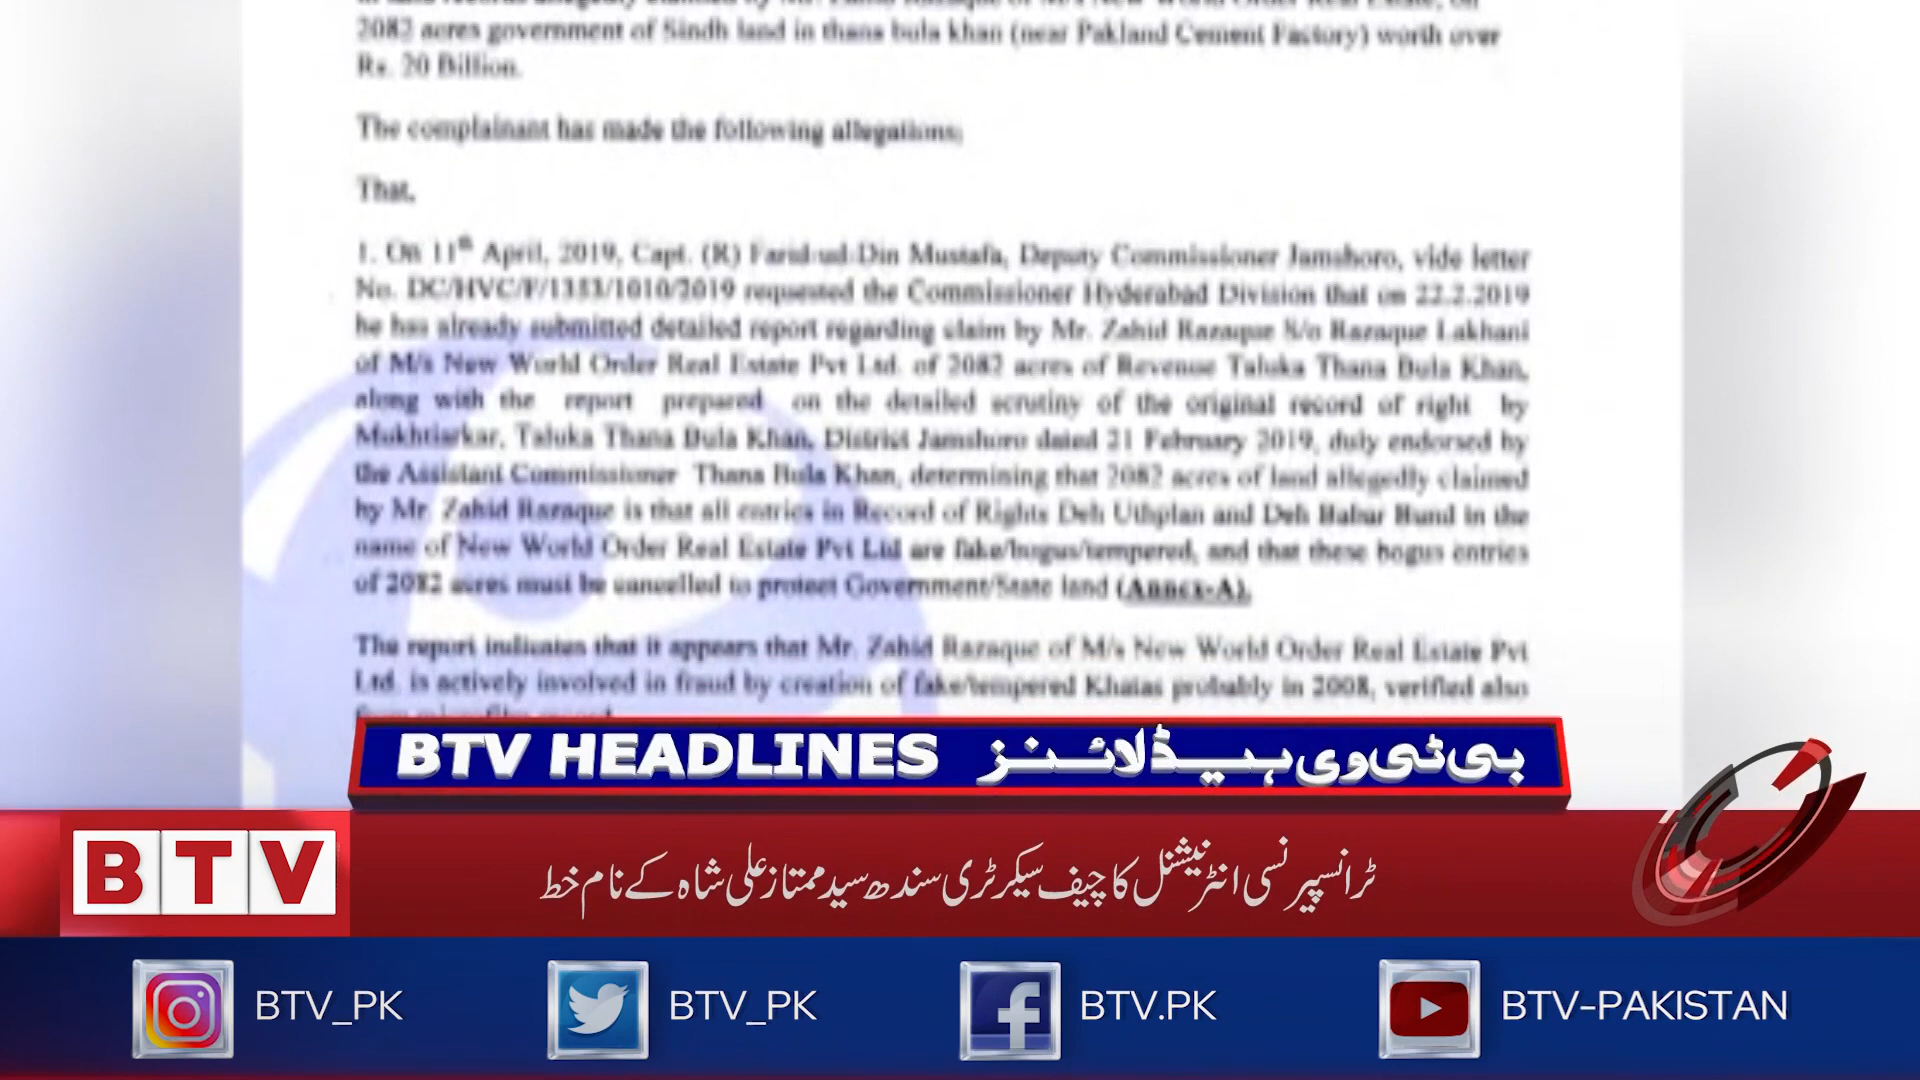 2082 acres government of Sindh land in thana bula khan (near Pakland Cement Factory) worth over
Rs. 20 Billion.
The complainant has made the following allegations;
That,
1. On 11th April, 2019, Capt. (R) Farid-ud-Din Mustafa, Deputy Commissioner Jamshoro, vide letter
No. DC/HVC/F/1353/1010/2019 requested the Commissioner Hyderabad Division that on 22.2.2019
he has already submitted detailed report regarding claim by Mr. Zahid Razaque S/o Razaque Lakhani
of M/s New World Order Real Estate Pvt Ltd. of 2082 acres of Revenue Taluka Thana Bula Khan,
along with the report prepared on the detailed scrutiny of the original record of right by
Mukhtiarkar, Taluka Thana Bula Khan, District Jamshoro dated 21 February 2019, duly endorsed by
the Assistant Commissioner Thana Bula Khan, determining that 2082 acres of land allegedly claimed
by Mr. Zahid Razaque is that all entries in Record of Rights Deh Uthplan and Deh Babar Bund in the
name of New World Order Real Estate Pvt Ltd are fake/bogus/tempered, and that these bogus entries
of 2082 acres must be cancelled to protect Government/State land (Annex-A).
The report indicates that it appears that Mr. Zahid Razaque of M/s New World Order Real Estate Pvt
Ltd. is actively involved in fraud by creation of fake/tempered Khatas probably in 2008, verified also
BTV HEADLINES بی ٹی وی ہیڈلائنز
BTV
ٹرانسپیرنسی انٹرنیشنل کا چیف سیکرٹری سندھ سید ممتاز علی شاہ کے نام خط
BTV_PK BTV_PK BTV.PK BTV-PAKISTAN